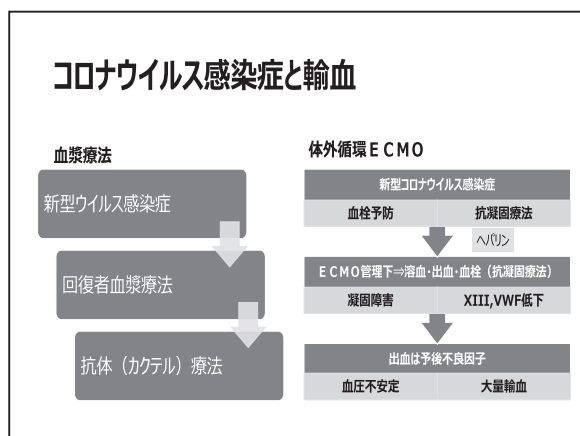 コロナウイルス感染症と輸血
血漿療法
新型ウイルス感染症
回復者血漿療法
抗体（カクテル）療法
体外循環ＥＣＭＯ
新型コロナウイルス感染症
血栓予防
抗凝固療法
ヘパリン
ＥＣＭＯ管理下⇒溶血・出血・血栓（抗凝固療法）
凝固障害
XIII,VWF低下
出血は予後不良因子
血圧不安定
大量輸血